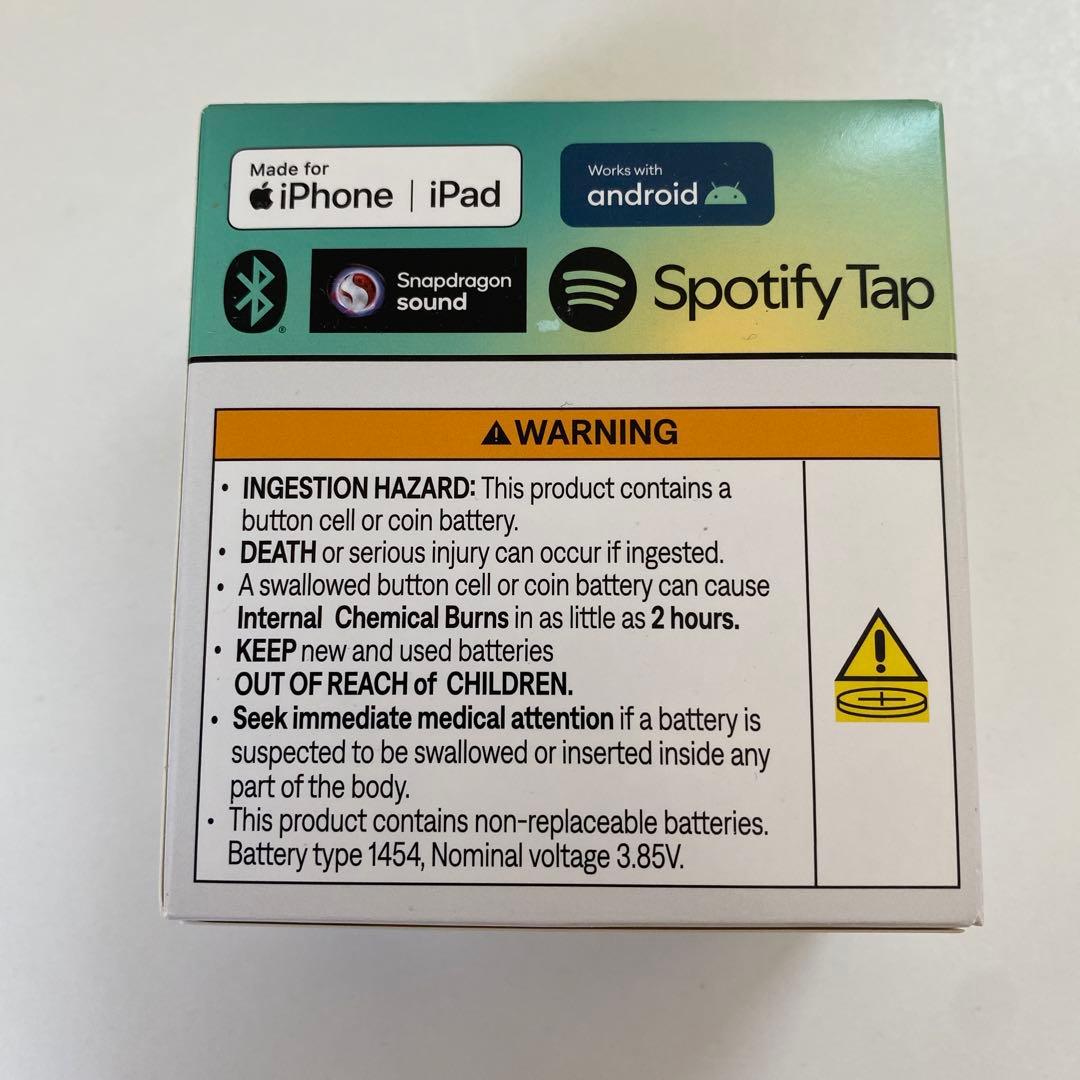 Made for
iPhone | iPad
Works with
android
Snapdragon
sound
Spotify Tap
WARNING
• INGESTION HAZARD: This product contains a
button cell or coin battery.
• DEATH or serious injury can occur if ingested.
• A swallowed button cell or coin battery can cause
Internal Chemical Burns in as little as 2 hours.
• KEEP new and used batteries
OUT OF REACH of CHILDREN.
• Seek immediate medical attention if a battery is
suspected to be swallowed or inserted inside any
part of the body.
• This product contains non-replaceable batteries.
Battery type 1454, Nominal voltage 3.85V.